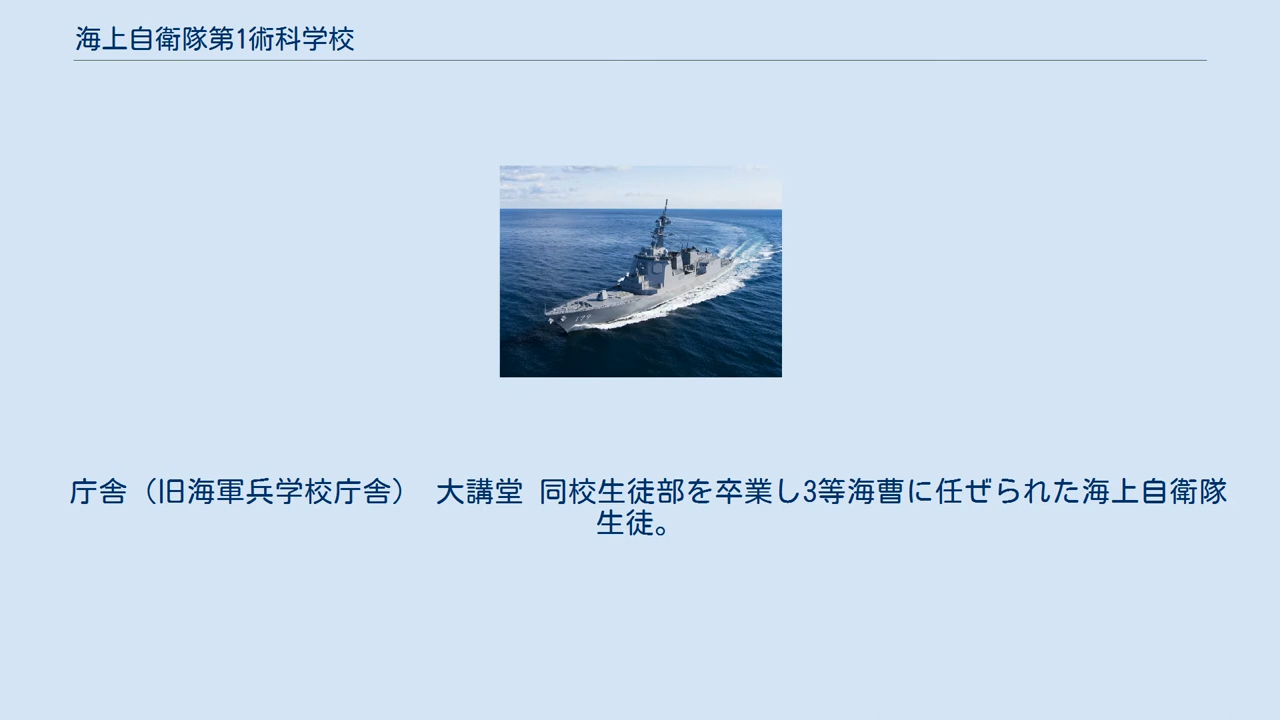 海上自衛隊第1術科学校
庁舎（旧海軍兵学校庁舎） 大講堂 同校生徒部を卒業し3等海曹に任ぜられた海上自衛隊
生徒。